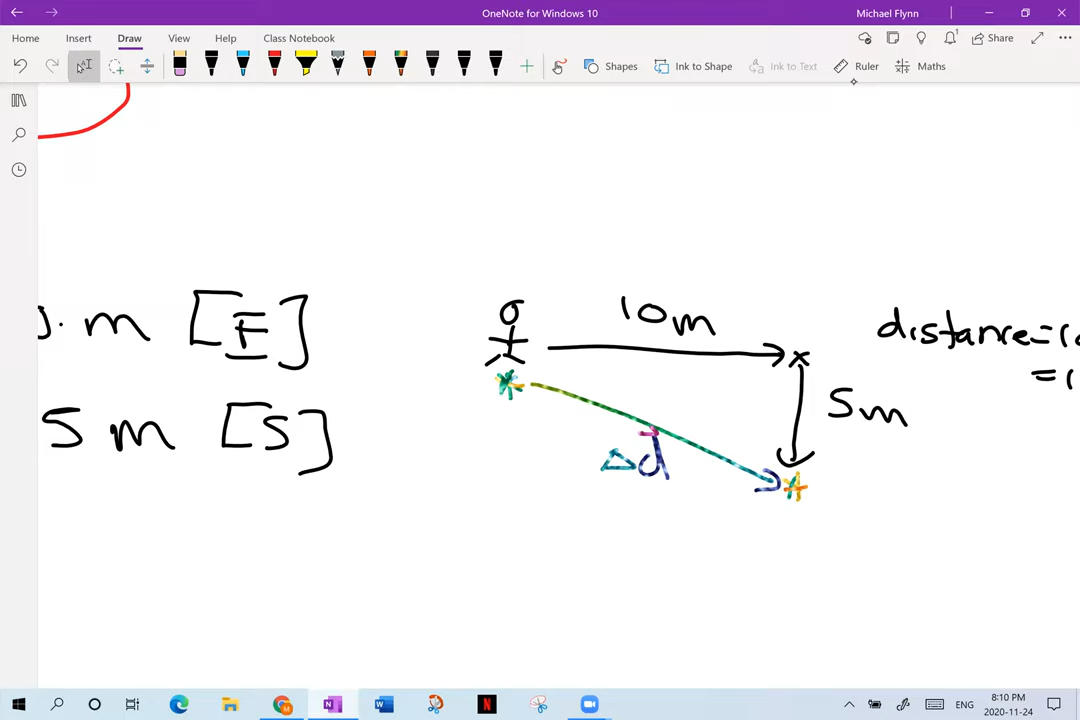 OneNote for Windows 10
Michael Flynn
Home Insert Draw View Help Class Notebook
Share
Shapes Ink to Shape Ink to Text Ruler Maths
m [E]
5 m [S]
10m
5m
Δd
distance=
=1
ENG
8:10 PM
2020-11-24